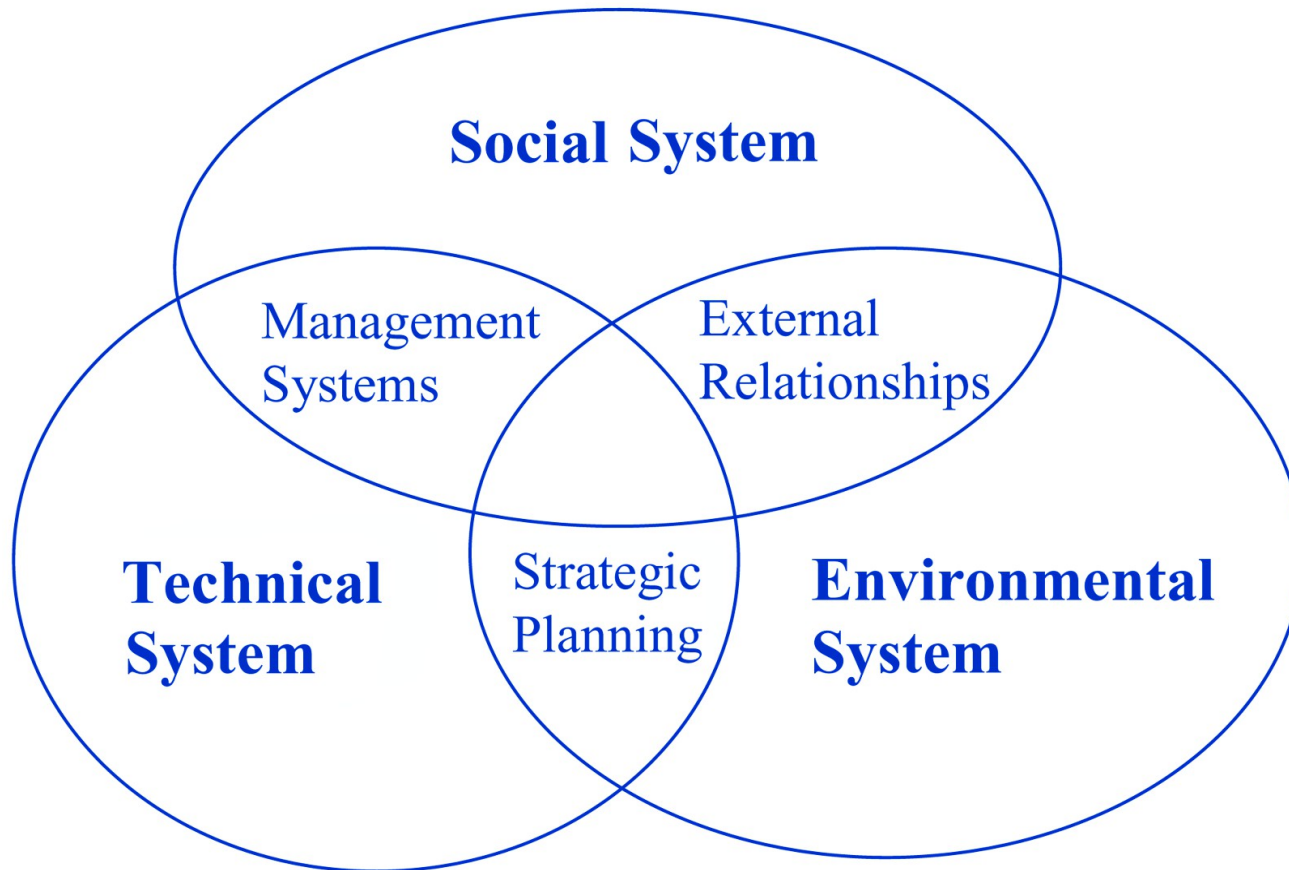 Social System
Management
Systems
External
Relationships
Technical
System
Strategic
Planning
Environmental
System